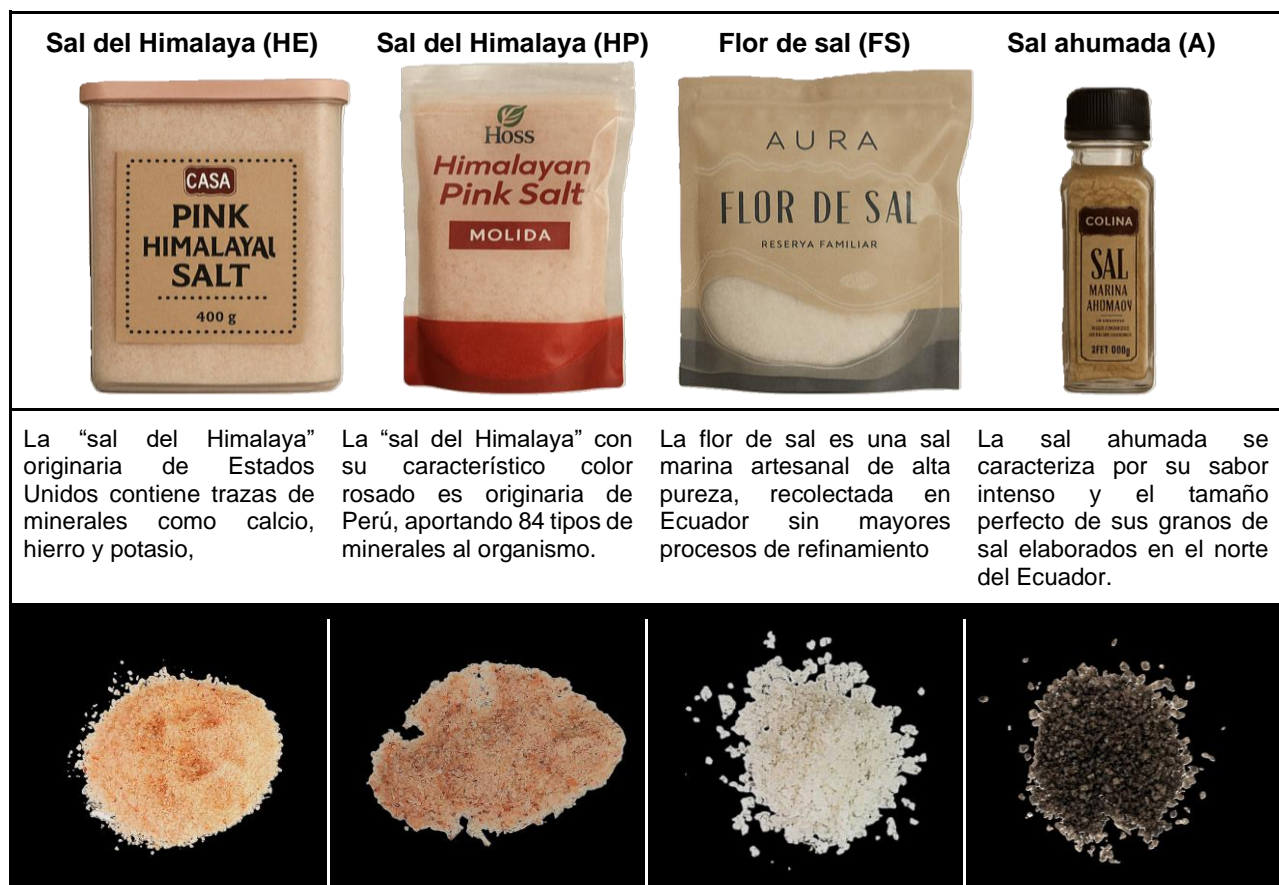 Sal del Himalaya (HE)
Sal del Himalaya (HP)
Flor de sal (FS)
Sal ahumada (A)
CASA
PINK
HIMALAYAI
SALT
400 g
Hoss
Himalayan
Pink Salt
MOLIDA
AURA
FLOR DE SAL
RESERYA FAMILIAR
COLINA
SAL
MARINA
AHOMAOV
3FET 000g
La “sal del Himalaya”
originaria de Estados
Unidos contiene trazas de
minerales como calcio,
hierro y potasio,
La “sal del Himalaya” con
su característico color
rosado es originaria de
Perú, aportando 84 tipos de
minerales al organismo.
La flor de sal es una sal
marina artesanal de alta
pureza, recolectada en
Ecuador sin mayores
procesos de refinamiento
La sal ahumada se
caracteriza por su sabor
intenso y el tamaño
perfecto de sus granos de
sal elaborados en el norte
del Ecuador.